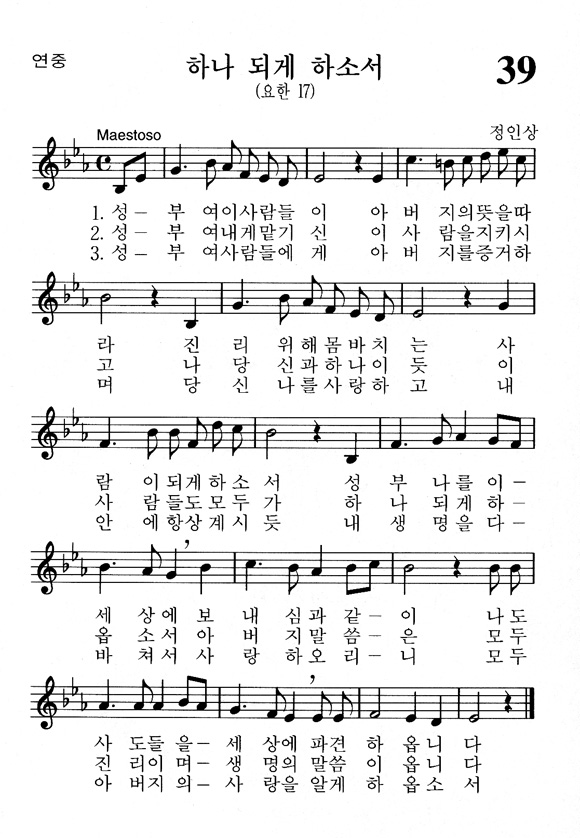 연중
하나 되게 하소서
39
(요한 17)
Maestoso
정인상
1. 성 – 부 여이사람들 이 아 버 지의뜻을따
2. 성 – 부 여내게맡기 신 이 사 람을지키시
3. 성 – 부 여사람들에 게 아 버 지를증거하
라 진 리 위해몸바치 는 사
고 나 당 신과하나이 듯 이
며 당 신 나를사랑하 고 내
람 이되게하소 서 성 부 나를 이 –
사 람들도모두 가 하 나 되게 하 –
안 에항상계시 듯 내 생 명을 다 –
세 상에 보 내 심과 같 – 이 나도
옵 소서 아 버 지말 씀 – 은 모두
바 쳐서 사 랑 하오 리 – 니 모두
사 도들 을 – 세 상에 파견 하 옵니 다
진 리이 며 – 생 명의 말씀 이 옵니 다
아 버지 의 – 사 랑을 알게 하 옵소 서